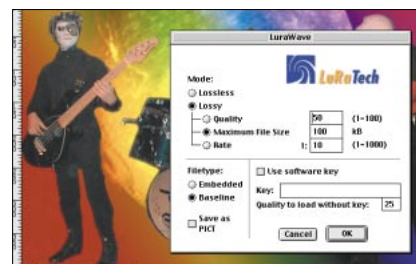 LuraWave
LuRaTech
Mode:
Lossless
Lossy
Quality 50 (1-100)
Maximum File Size 100 kB
Rate 1: 10 (1-1000)
Filetype:
Embedded
Baseline
Save as
PICT
Use software key
Key:
Quality to load without key: 25
Cancel OK